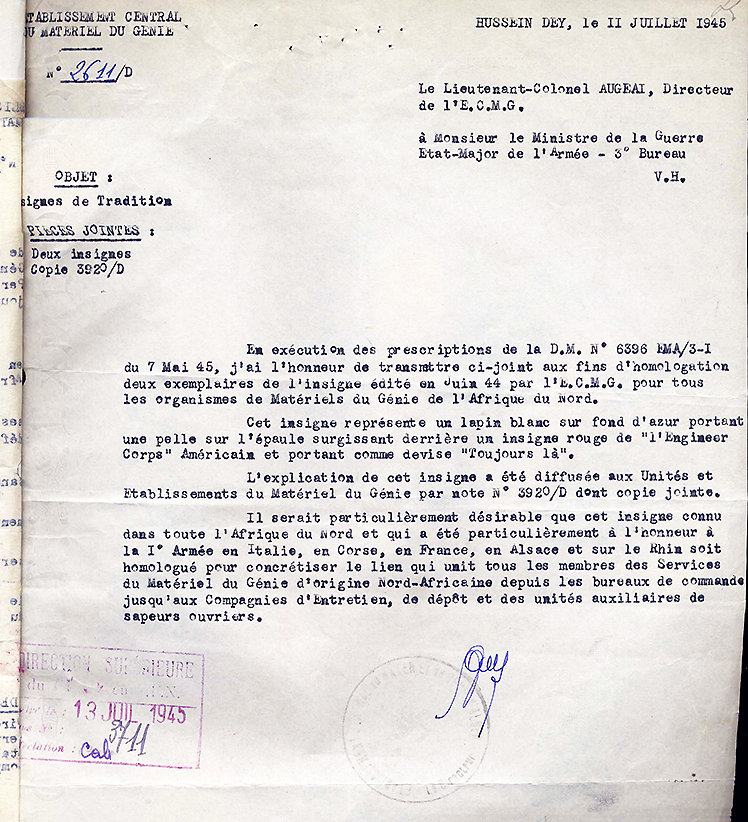 ETABLISSEMENT CENTRAL
DU MATERIEL DU GENIE
N° 2611/D
HUSSEIN DEY, le II JUILLET 1945
Le Lieutenant-Colonel AUGEAI, Directeur
de l'E.C.M.G.
à Monsieur le Ministre de la Guerre
Etat-Major de l'Armée - 3° Bureau
V.H.
OBJET :
signes de Tradition
PIECES JOINTES :
Deux insignes
Copie 3920/D
En exécution des prescriptions de la D.M. N° 6396 EMA/3-I
du 7 Mai 45, j'ai l'honneur de transmttre ci-joint aux fins d'homologation
deux exemplaires de l'insigne édité en Juin 44 par l'E.C.M.G. pour tous
les organismes de Matériels du Génie de l'Afrique du Nord.
Cet insigne représente un lapin blanc sur fond d'azur portant
une pelle sur l'épaule surgissant derrière un insigne rouge de "l'Engineer
Corps" Américain et portant comme devise "Toujours là".
L'explication de cet insigne a été diffusée aux Unités et
Etablissements du Matériel du Génie par note N° 3920/D dont copie jointe.
Il serait particulièrement désirable que cet insigne connu
dans toute l'Afrique du Nord et qui a été particulièrement à l'honneur à
la I° Armée en Italie, en Corse, en France, en Alsace et sur le Rhin soit
homologué pour concrétiser le lien qui unit tous les membres des Services
du Matériel du Génie d'origine Nord-Africaine depuis les bureaux de commande
jusqu'aux Compagnies d'Entretien, de dépôt et des unités auxiliaires de
sapeurs ouvriers.
DIRECTION SUPÉRIEURE
13 JUIL 1945
3711